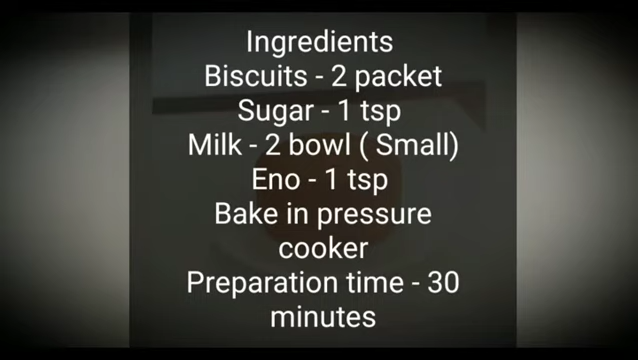 Ingredients
Biscuits - 2 packet
Sugar - 1 tsp
Milk - 2 bowl ( Small)
Eno - 1 tsp
Bake in pressure
cooker
Preparation time - 30
minutes